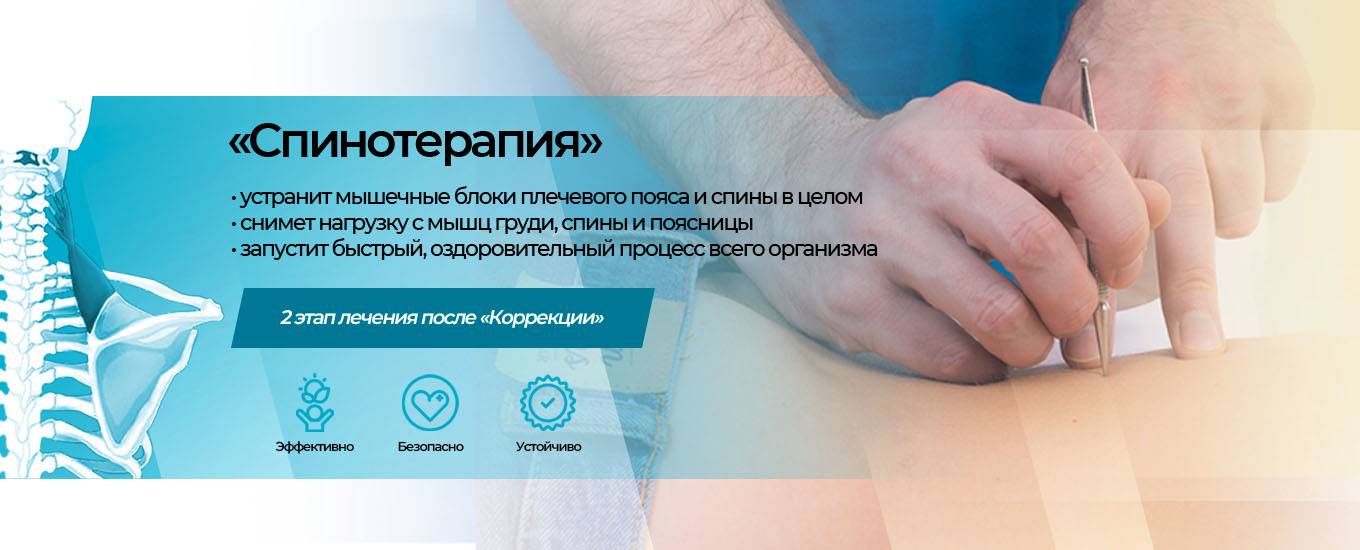 «Спинотерапия»
• устранит мышечные блоки плечевого пояса и спины в целом
• снимет нагрузку с мышц груди, спины и поясницы
• запустит быстрый, оздоровительный процесс всего организма
2 этап лечения после «Коррекции»
Эффективно Безопасно Устойчиво